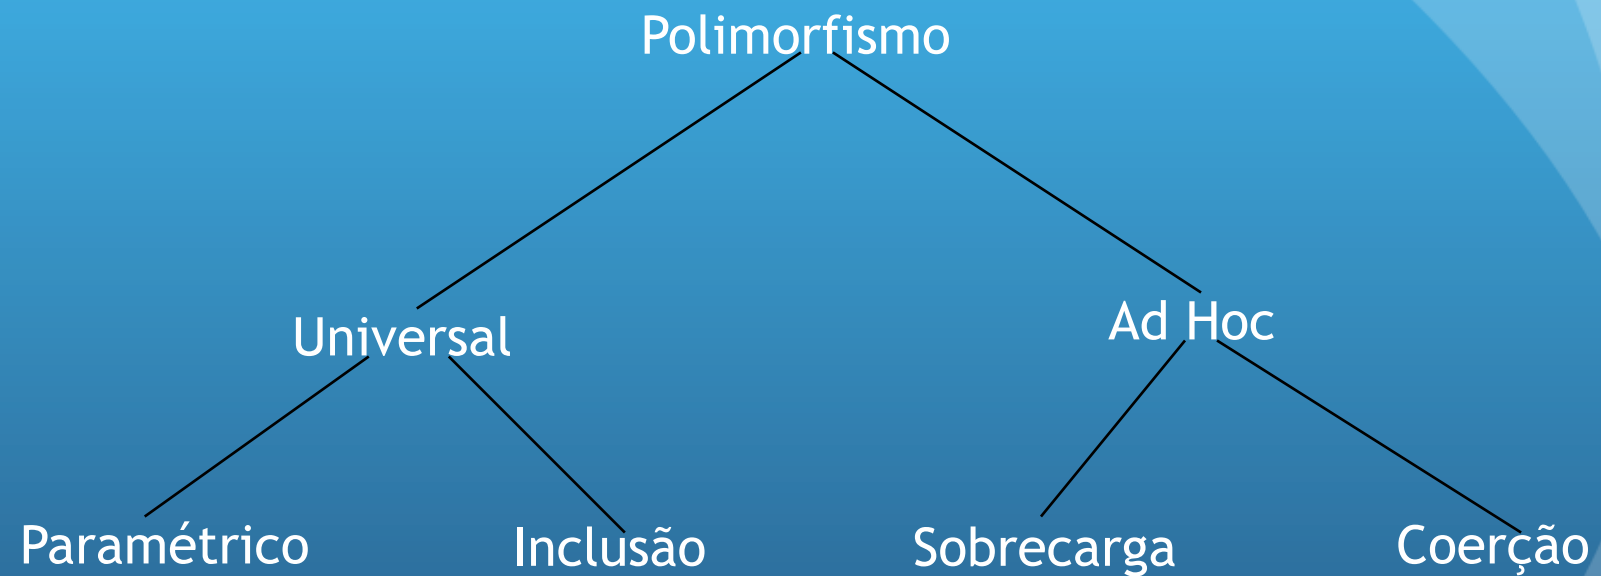 Polimorfismo
Universal
Ad Hoc
Paramétrico
Inclusão
Sobrecarga
Coerção